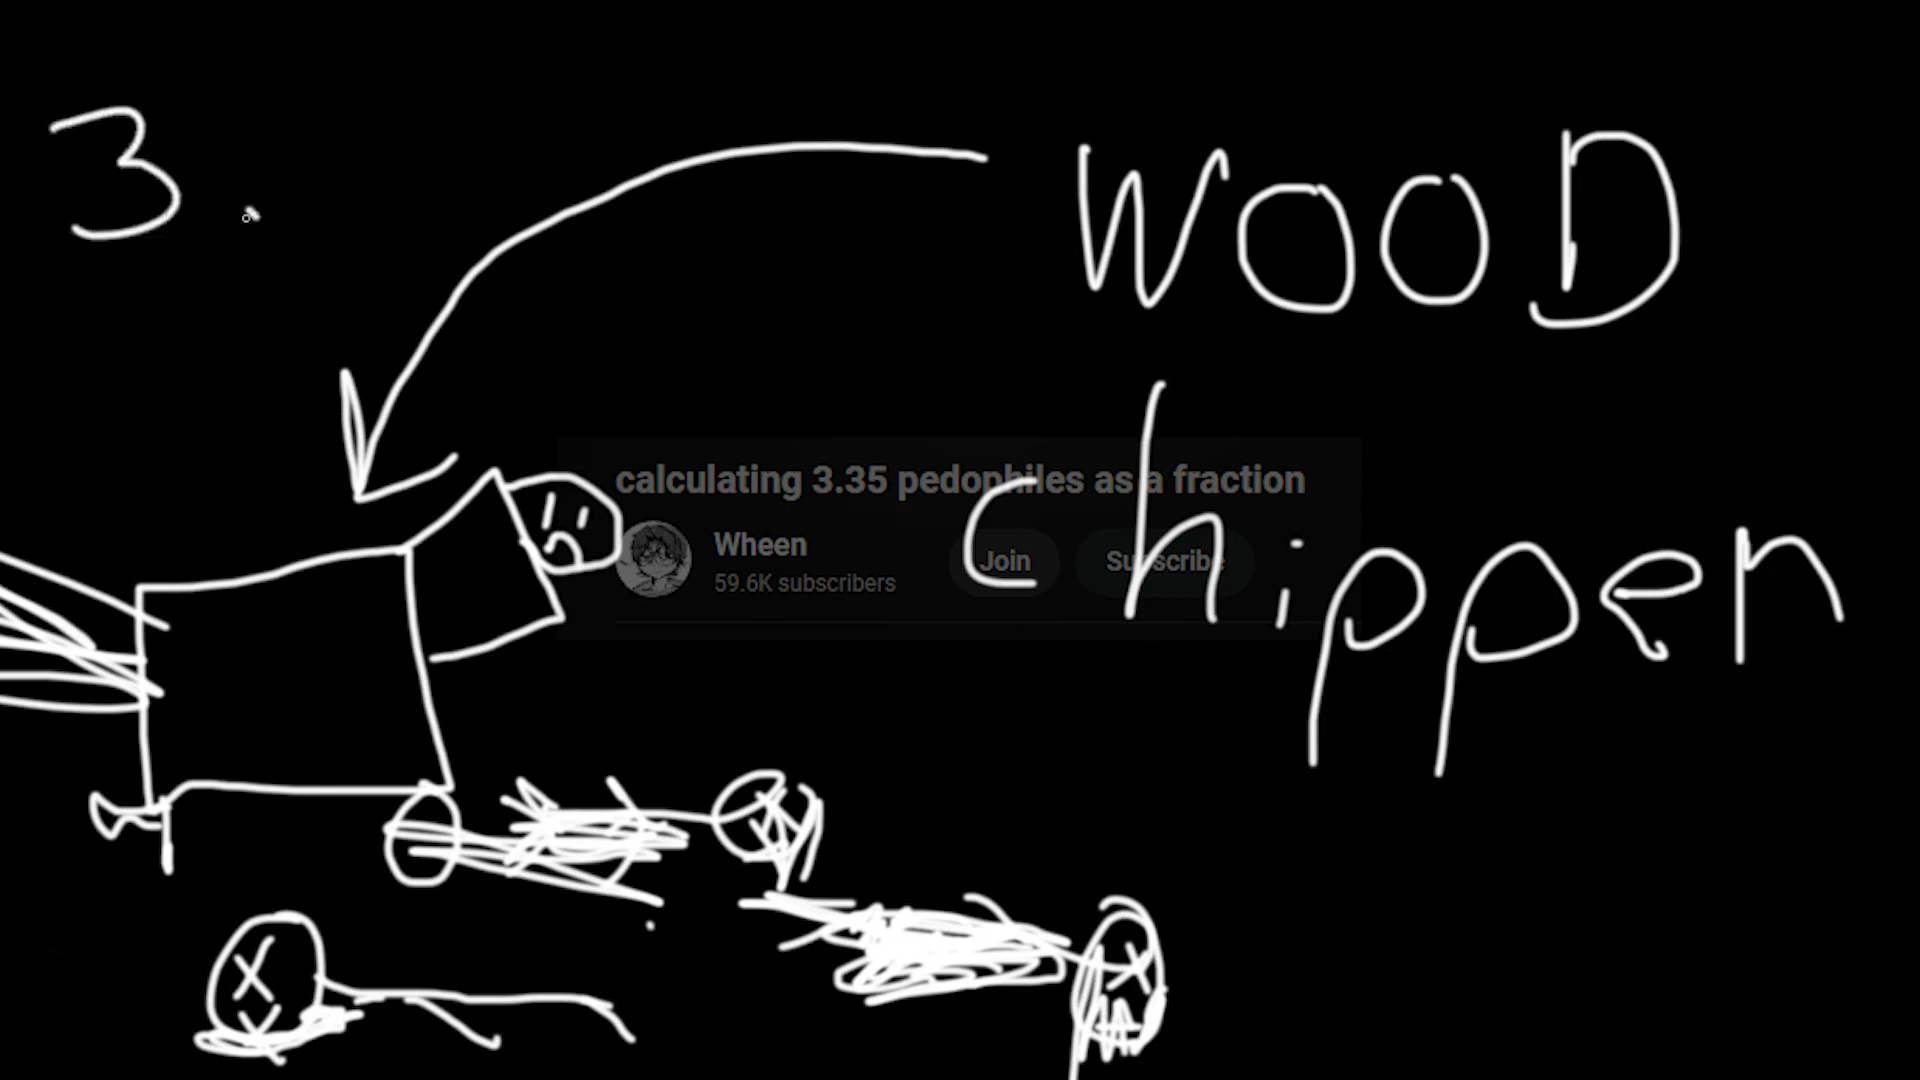 3.
WOOD
chipper
calculating 3.35 pedophiles as a fraction
Wheen
59.6K subscribers
Join
Subscribe